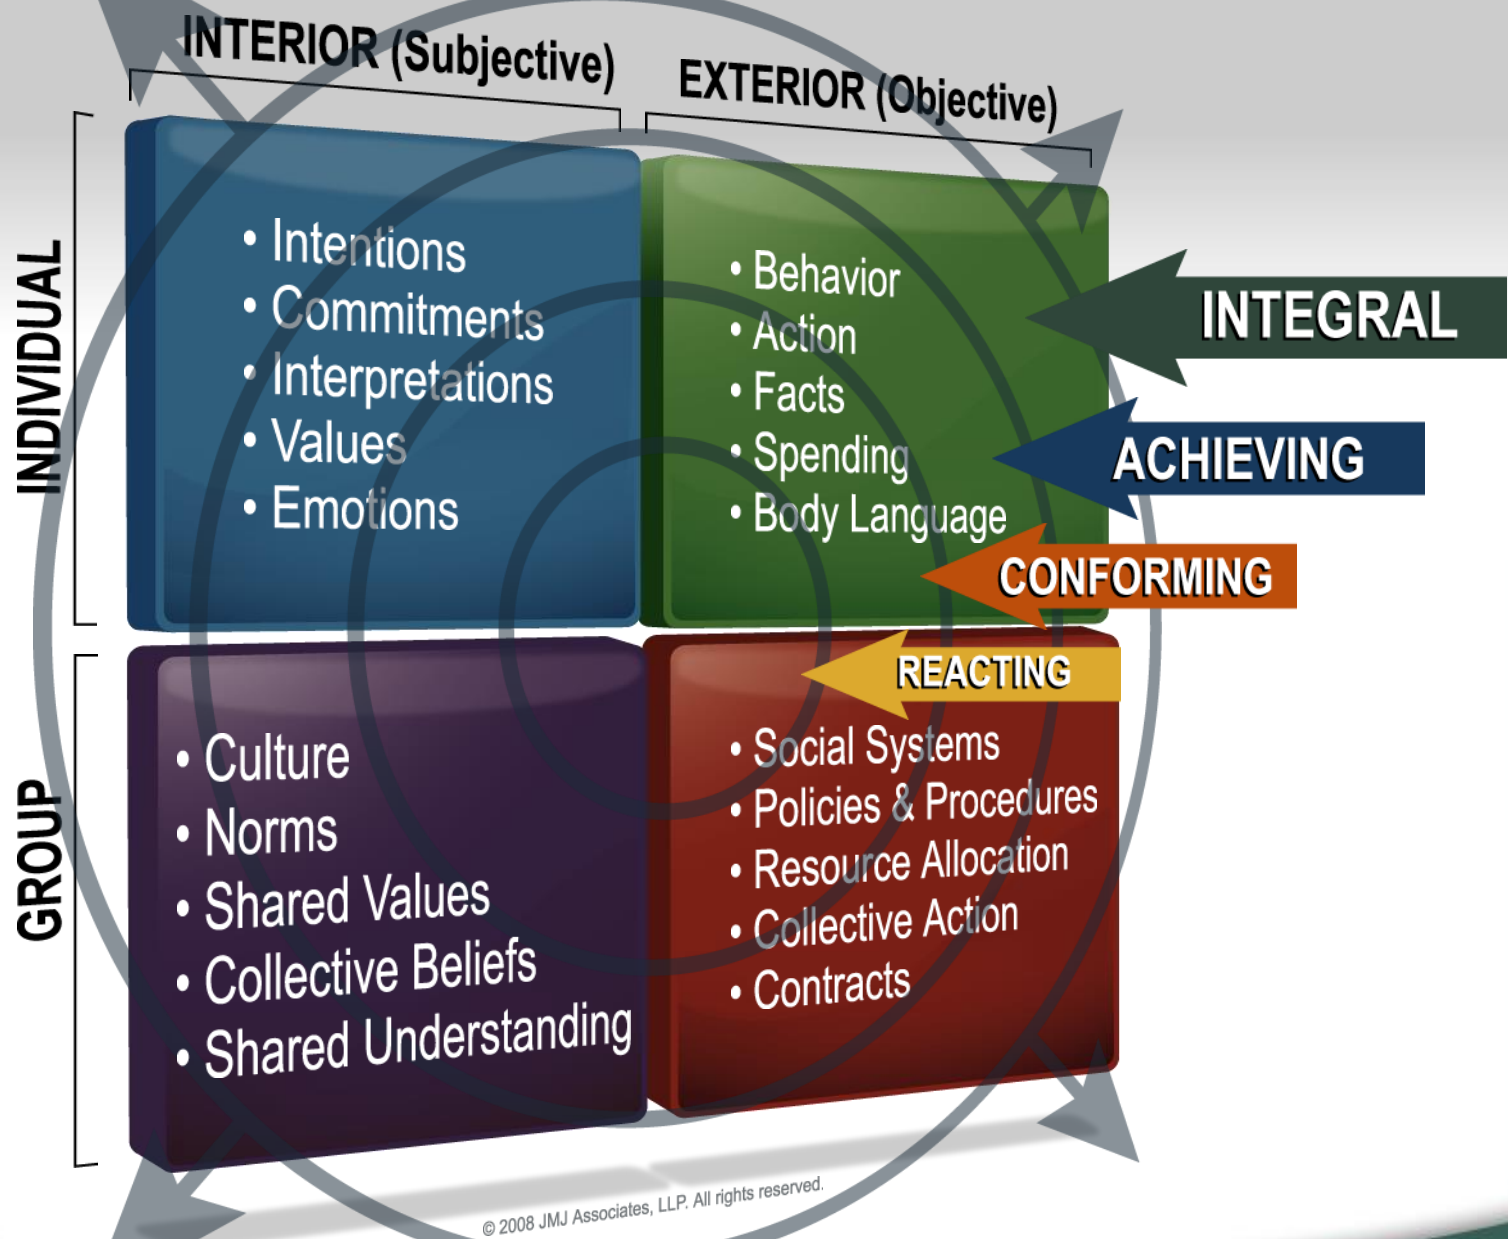 INTERIOR (Subjective)
EXTERIOR (Objective)
INDIVIDUAL
• Intentions
• Commitments
• Interpretations
• Values
• Emotions
• Behavior
• Action
• Facts
• Spending
• Body Language
INTEGRAL
ACHIEVING
CONFORMING
REACTING
GROUP
• Culture
• Norms
• Shared Values
• Collective Beliefs
• Shared Understanding
• Social Systems
• Policies & Procedures
• Resource Allocation
• Collective Action
• Contracts
© 2008 JMJ Associates, LLP. All rights reserved.